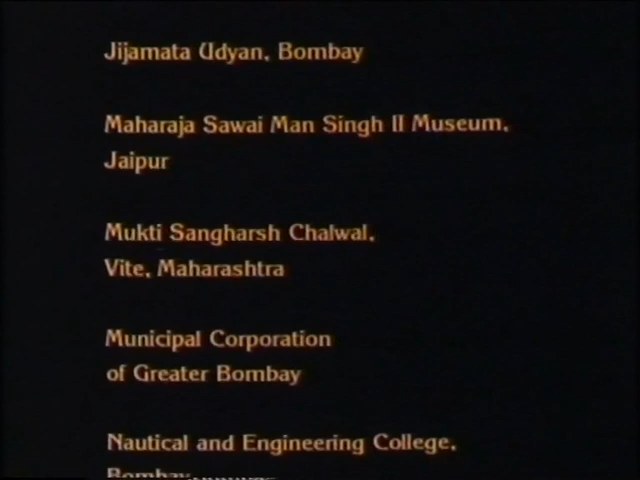 Jijamata Udyan, Bombay
Maharaja Sawai Man Singh II Museum,
Jaipur
Mukti Sangharsh Chalwal,
Vite, Maharashtra
Municipal Corporation
of Greater Bombay
Nautical and Engineering College,
Bombay